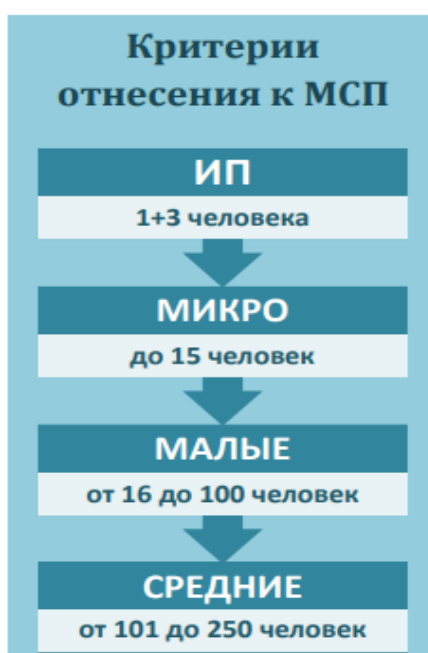 Критерии
отнесения к МСП
ИП
1+3 человека
МИКРО
до 15 человек
МАЛЫЕ
от 16 до 100 человек
СРЕДНИЕ
от 101 до 250 человек